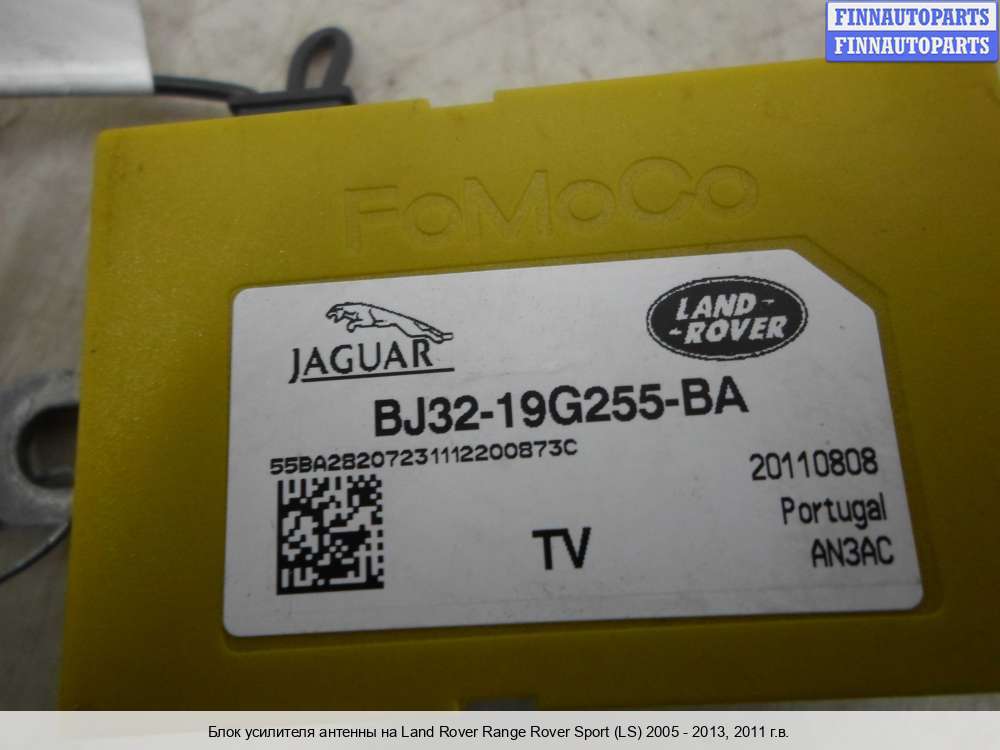 FINNAUTOPARTS
FINNAUTOPARTS
FoMoCo
JAGUAR
LAND-
-ROVER
BJ32-19G255-BA
55BA28207231112200873C
20110808
Portugal
TV
AN3AC
Блок усилителя антенны на Land Rover Range Rover Sport (LS) 2005 - 2013, 2011 г.в.